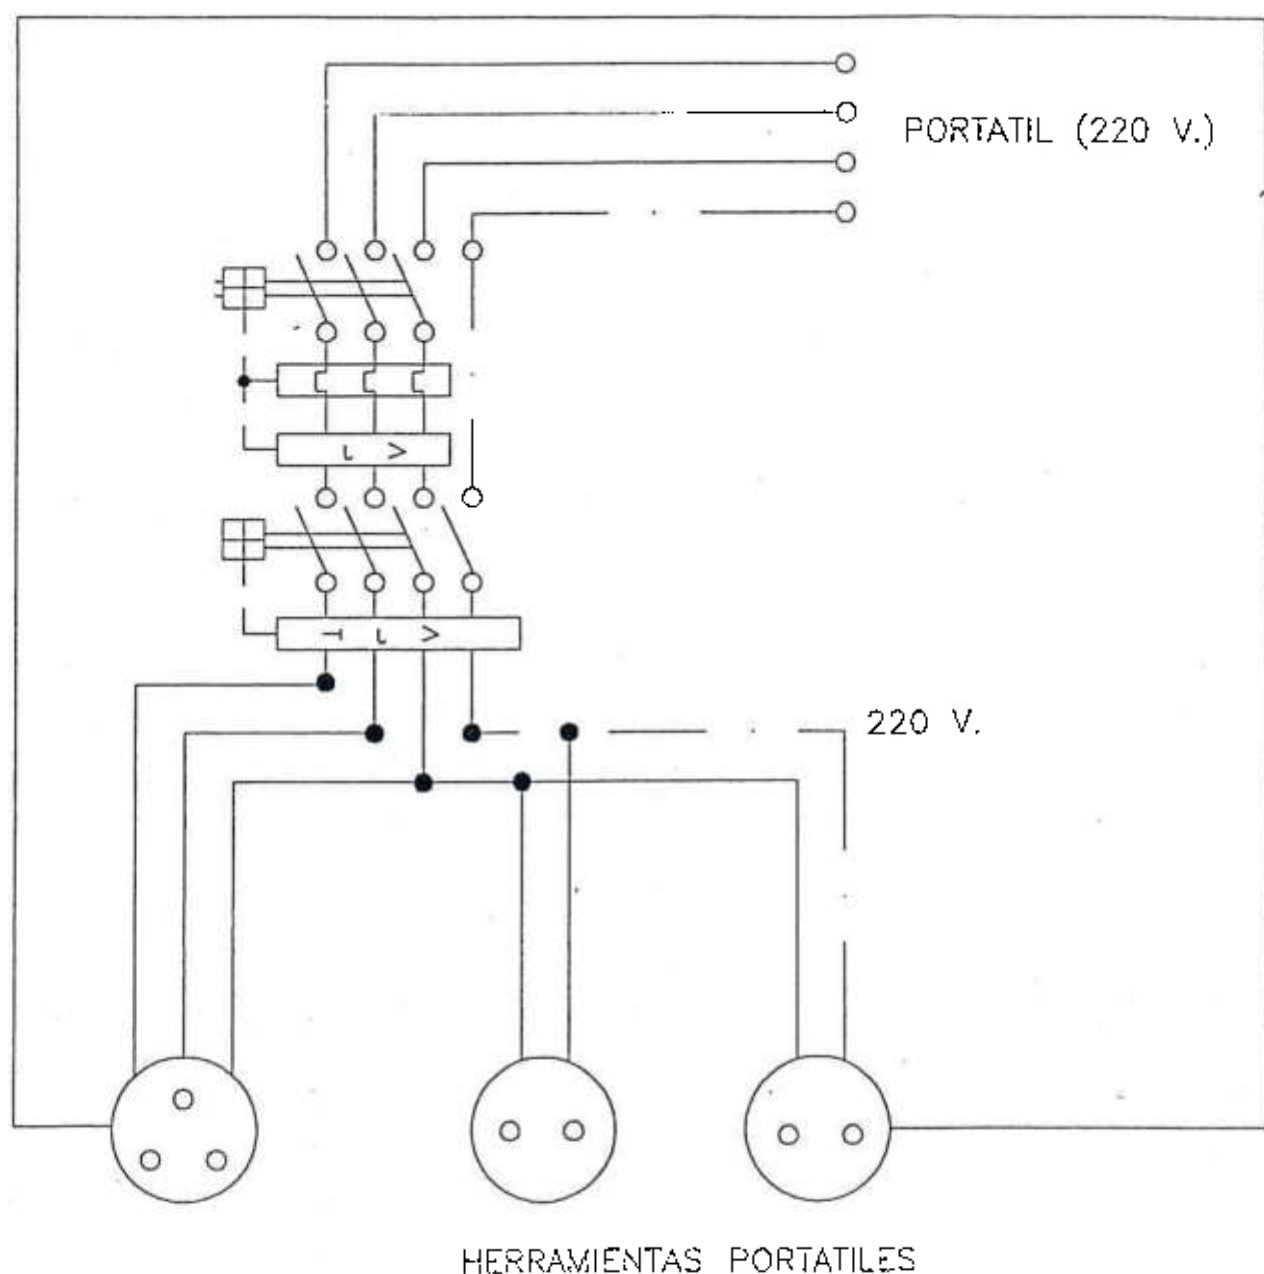 PORTATIL (220 V.)
I >
I >
220 V.
HERRAMIENTAS PORTATILES